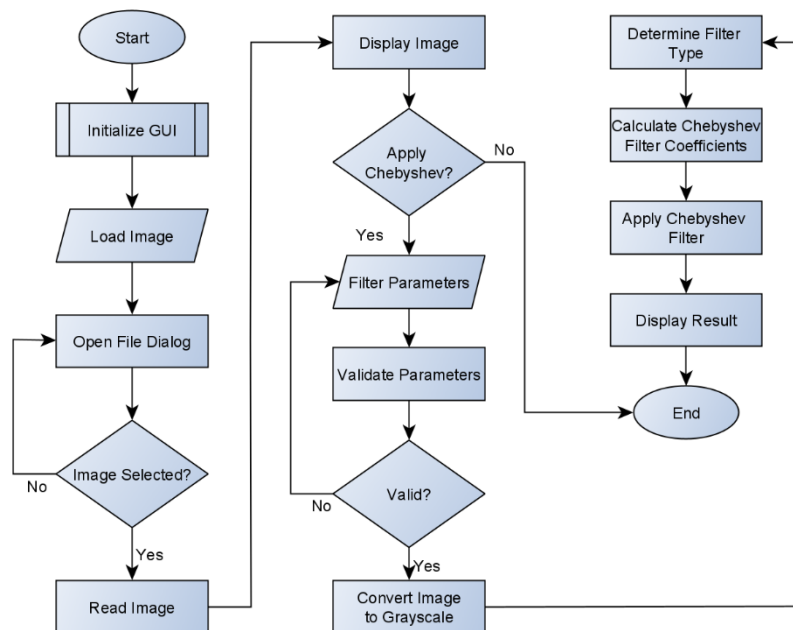 Start
Initialize GUI
Load Image
Open File Dialog
Image Selected?
No
Yes
Read Image
Display Image
Apply
Chebyshev?
No
Yes
Filter Parameters
Validate Parameters
Valid?
No
Yes
Convert Image
to Grayscale
Determine Filter
Type
Calculate Chebyshev
Filter Coefficients
Apply Chebyshev
Filter
Display Result
End